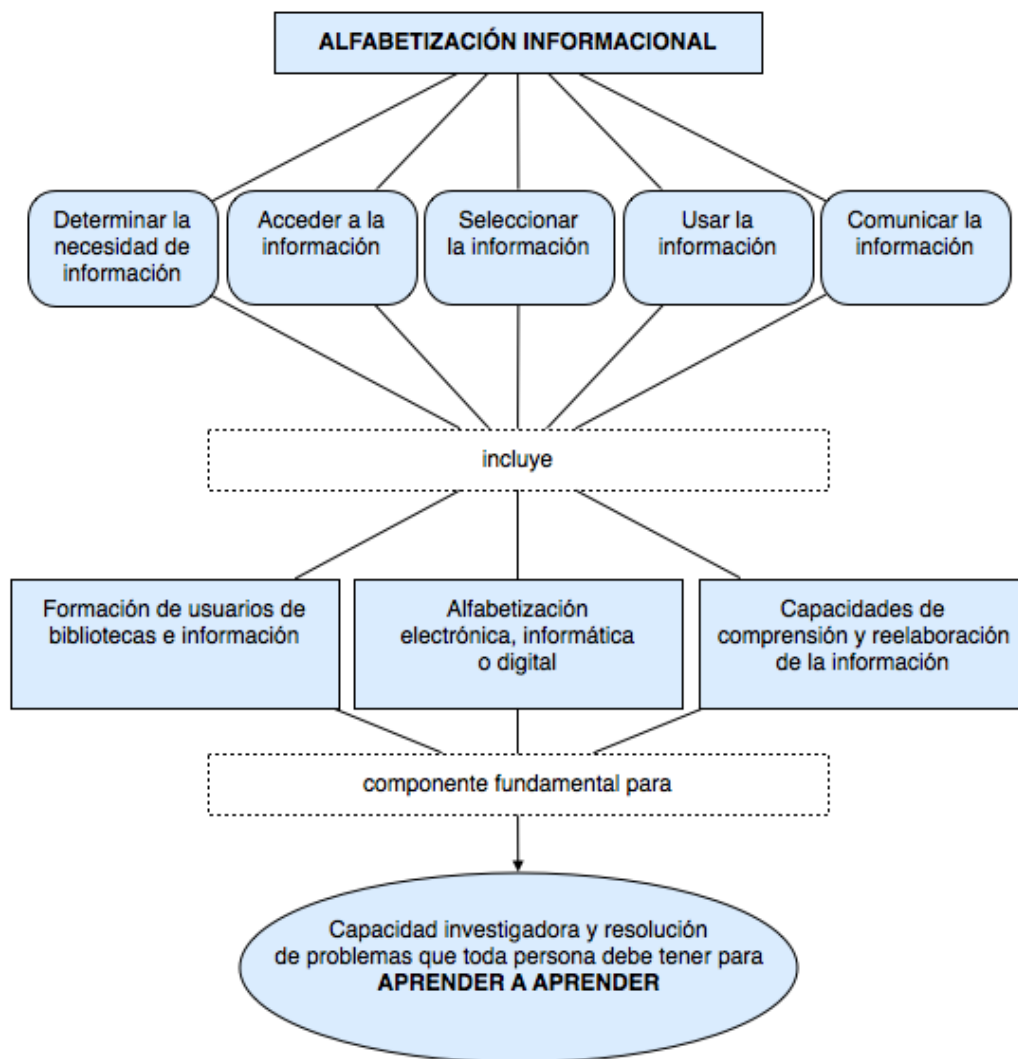 ALFABETIZACIÓN INFORMACIONAL
Determinar la
necesidad de
información
Acceder a la
información
Seleccionar
la información
Usar la
información
Comunicar la
información
incluye
Formación de usuarios de
bibliotecas e información
Alfabetización
electrónica, informática
o digital
Capacidades de
comprensión y reelaboración
de la información
componente fundamental para
Capacidad investigadora y resolución
de problemas que toda persona debe tener para
APRENDER A APRENDER